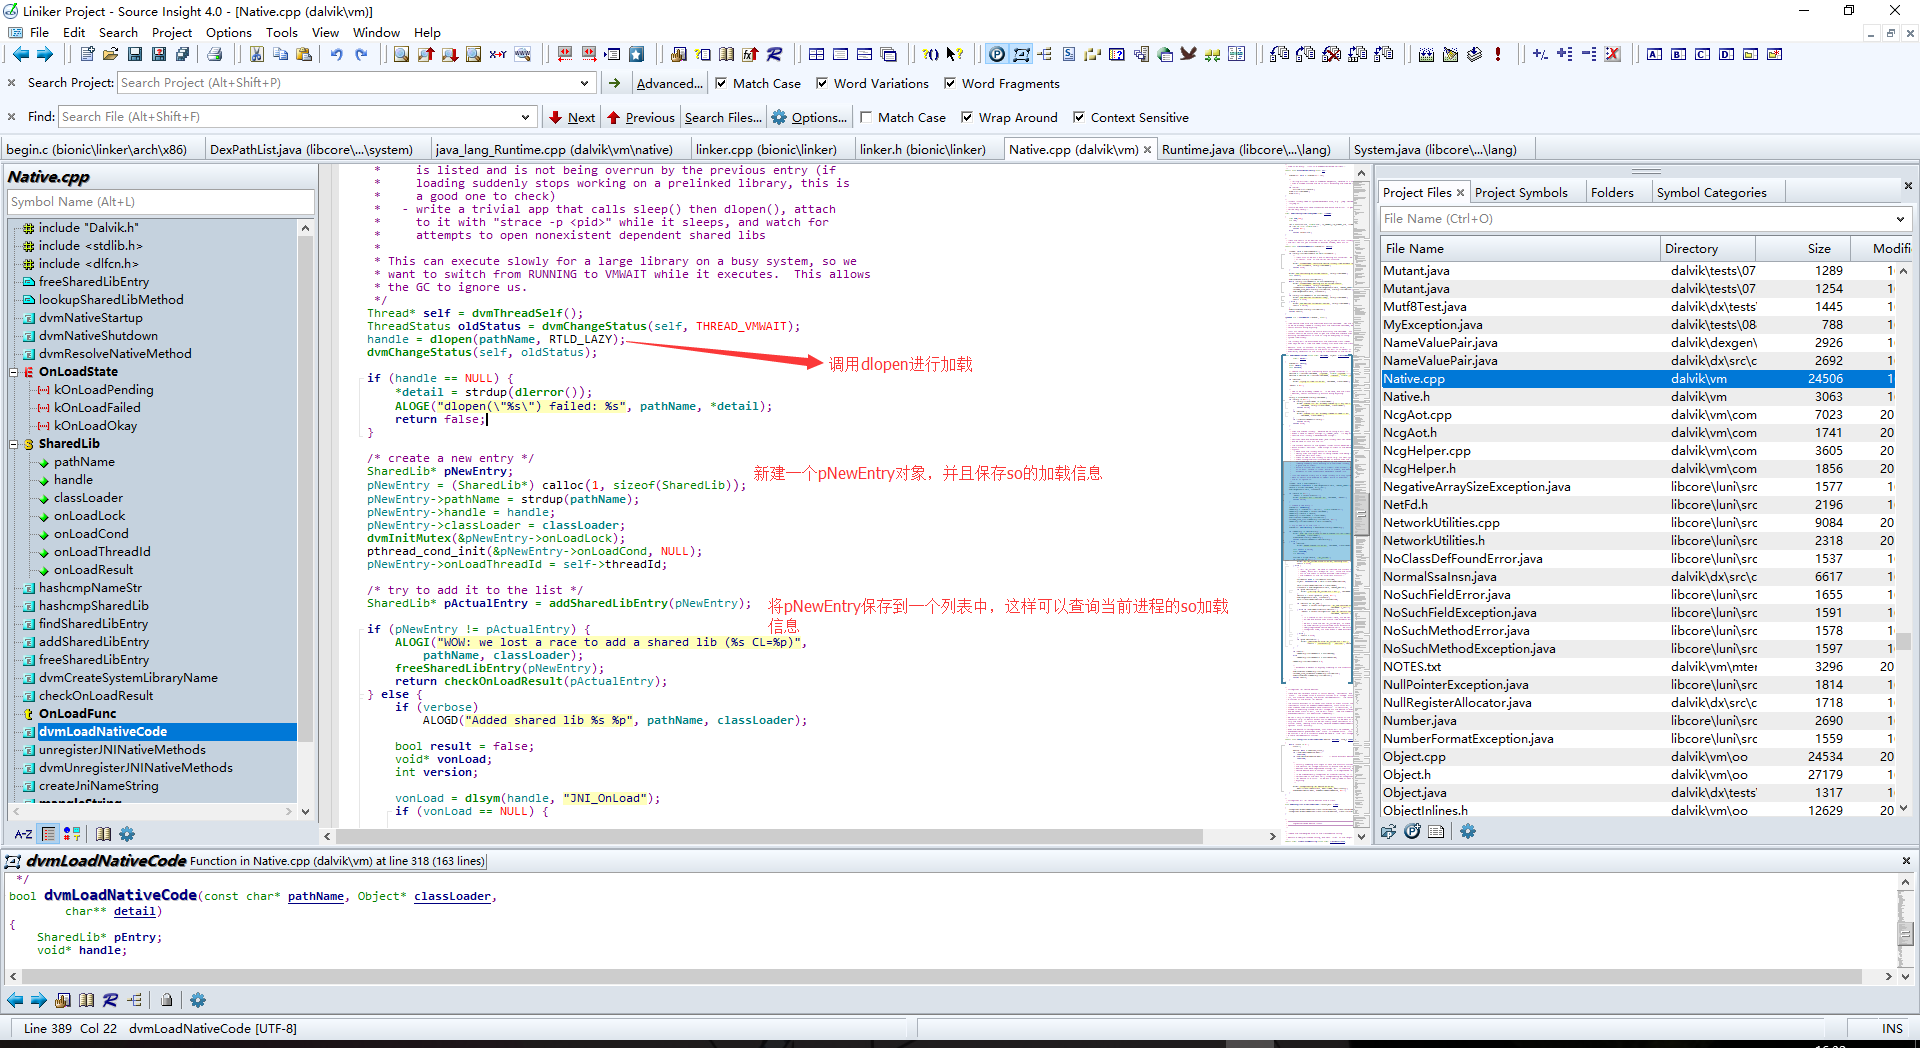 Liniker Project - Source Insight 4.0 - [Native.cpp (dalvik\vm)]
File Edit Search Project Options Tools View Window Help
Search Project: Search Project (Alt+Shift+P) Advanced... Match Case Word Variations Word Fragments
Find: Search File (Alt+Shift+F) Next Previous Search Files... Options... Match Case Wrap Around Context Sensitive
begin.c (bionic\linker\arch\x86) DexPathList.java (libcore\...\system) java_lang_Runtime.cpp (dalvik\vm\native) linker.cpp (bionic\linker) linker.h (bionic\linker) Native.cpp (dalvik\vm) Runtime.java (libcore\...\lang) System.java (libcore\...\lang)
Native.cpp
Symbol Name (Alt+L)
include "Dalvik.h"
include <stdlib.h>
include <dlfcn.h>
freeSharedLibEntry
lookupSharedLibMethod
dvmNativeStartup
dvmNativeShutdown
dvmResolveNativeMethod
OnLoadState
kOnLoadPending
kOnLoadFailed
kOnLoadOkay
SharedLib
pathName
handle
classLoader
onLoadLock
onLoadCond
onLoadThreadId
onLoadResult
hashcmpNameStr
hashcmpSharedLib
findSharedLibEntry
addSharedLibEntry
freeSharedLibEntry
dvmCreateSystemLibraryName
checkOnLoadResult
OnLoadFunc
dvmLoadNativeCode
unregisterJNINativeMethods
dvmUnregisterJNINativeMethods
createJniNameString
mangleString
A-Z
* is listed and is not being overrun by the previous entry (if
* loading suddenly stops working on a prelinked library, this is
* a good one to check)
* - write a trivial app that calls sleep() then dlopen(), attach
* to it with "strace -p <pid>" while it sleeps, and watch for
* attempts to open nonexistent dependent shared libs
*
* This can execute slowly for a large library on a busy system, so we
* want to switch from RUNNING to VMWAIT while it executes.  This allows
* the GC to ignore us.
*/
Thread* self = dvmThreadSelf();
ThreadStatus oldStatus = dvmChangeStatus(self, THREAD_VMWAIT);
handle = dlopen(pathName, RTLD_LAZY);
dvmChangeStatus(self, oldStatus);
调用dlopen进行加载
if (handle == NULL) {
*detail = strdup(dlerror());
ALOGE("dlopen(\"%s\") failed: %s", pathName, *detail);
return false;
}
/* create a new entry */
SharedLib* pNewEntry;
新建一个pNewEntry对象，并且保存so的加载信息
pNewEntry = (SharedLib*) calloc(1, sizeof(SharedLib));
pNewEntry->pathName = strdup(pathName);
pNewEntry->handle = handle;
pNewEntry->classLoader = classLoader;
dvmInitMutex(&pNewEntry->onLoadLock);
pthread_cond_init(&pNewEntry->onLoadCond, NULL);
pNewEntry->onLoadThreadId = self->threadId;
/* try to add it to the list */
SharedLib* pActualEntry = addSharedLibEntry(pNewEntry);
将pNewEntry保存到一个列表中，这样可以查询当前进程的so加载
信息
if (pNewEntry != pActualEntry) {
ALOGI("WOW: we lost a race to add a shared lib (%s CL=%p)",
pathName, classLoader);
freeSharedLibEntry(pNewEntry);
return checkOnLoadResult(pActualEntry);
} else {
if (verbose)
ALOGD("Added shared lib %s %p", pathName, classLoader);
bool result = false;
void* vonLoad;
int version;
vonLoad = dlsym(handle, "JNI_OnLoad");
if (vonLoad == NULL) {
Project Files Project Symbols Folders Symbol Categories
File Name (Ctrl+O)
File Name Directory Size Modifi
Mutant.java dalvik\tests\07 1289 1
Mutant.java dalvik\tests\07 1254 1
Mutf8Test.java dalvik\dx\tests' 1445 1
MyException.java dalvik\tests\08 788 1
NameValuePair.java dalvik\dexgen\ 2926 1
NameValuePair.java dalvik\dx\src\c 2692 1
Native.cpp dalvik\vm 24506 1
Native.h dalvik\vm 3063 1
NcgAot.cpp dalvik\vm\com 7023 20
NcgAot.h dalvik\vm\com 1741 20
NcgHelper.cpp dalvik\vm\com 3605 20
NcgHelper.h dalvik\vm\com 1856 20
NegativeArraySizeException.java libcore\luni\src 1577 1
NetFd.h libcore\luni\src 2196 1
NetworkUtilities.cpp libcore\luni\src 9084 20
NetworkUtilities.h libcore\luni\src 2318 20
NoClassDefFoundError.java libcore\luni\src 1537 1
NormalSsaInsn.java dalvik\dx\src\c 6617 1
NoSuchFieldError.java libcore\luni\src 1655 1
NoSuchFieldException.java libcore\luni\src 1591 1
NoSuchMethodError.java libcore\luni\src 1578 1
NoSuchMethodException.java libcore\luni\src 1597 1
NOTES.txt dalvik\vm\mter 3296 20
NullPointerException.java libcore\luni\src 1814 1
NullRegisterAllocator.java dalvik\dx\src\c 1718 1
Number.java libcore\luni\src 2690 1
NumberFormatException.java libcore\luni\src 1559 1
Object.cpp dalvik\vm\oo 24534 20
Object.h dalvik\vm\oo 27179 1
Object.java dalvik\dx\tests' 1317 1
ObjectInlines.h dalvik\vm\oo 12629 20
dvmLoadNativeCode Function in Native.cpp (dalvik\vm) at line 318 (163 lines)
*/
bool dvmLoadNativeCode(const char* pathName, Object* classLoader,
char** detail)
{
SharedLib* pEntry;
void* handle;
Line 389 Col 22 dvmLoadNativeCode [UTF-8] INS